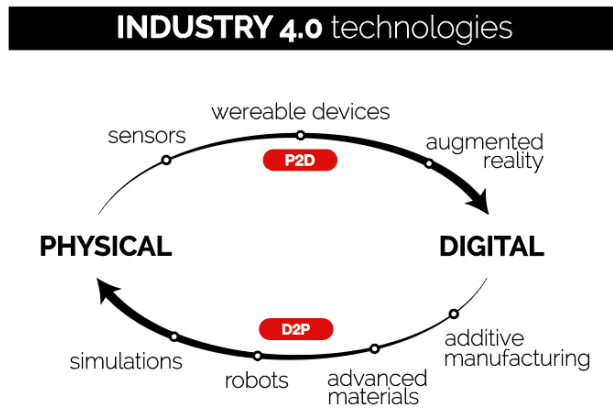 INDUSTRY 4.0 technologies
wereable devices
sensors
augmented
reality
P2D
PHYSICAL
DIGITAL
D2P
additive
manufacturing
simulations
robots
advanced
materials